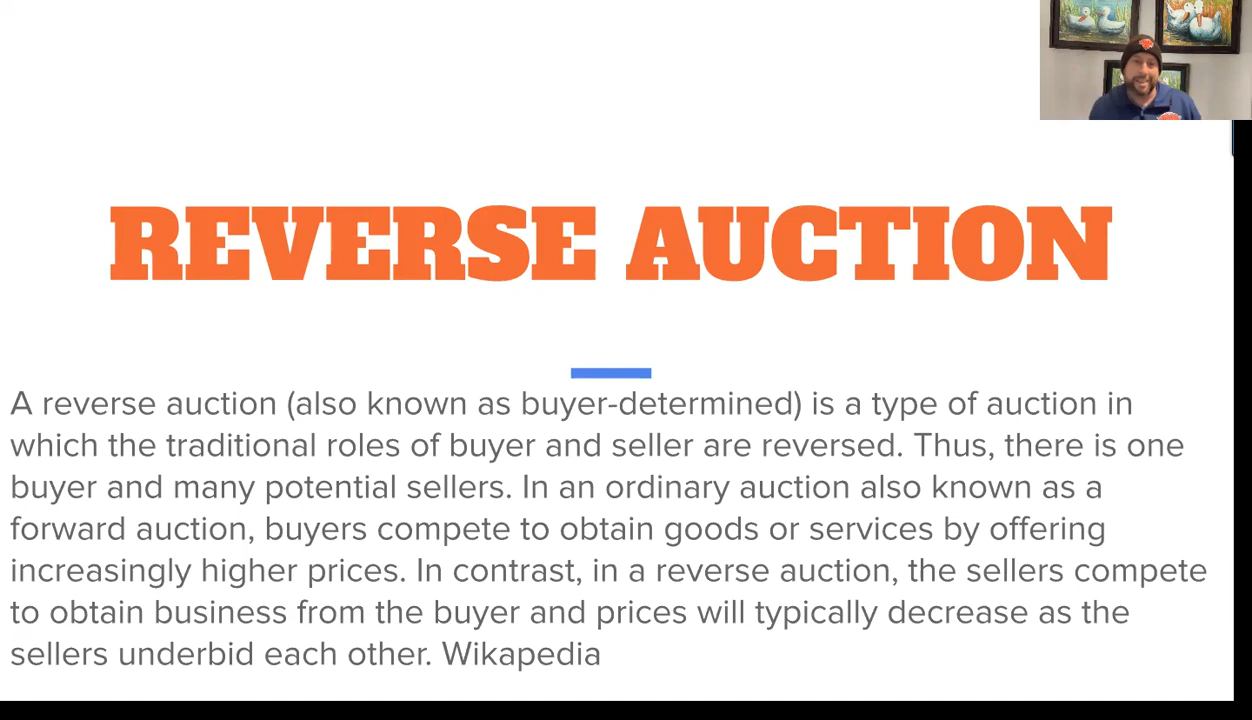 REVERSE AUCTION
A reverse auction (also known as buyer-determined) is a type of auction in
which the traditional roles of buyer and seller are reversed. Thus, there is one
buyer and many potential sellers. In an ordinary auction also known as a
forward auction, buyers compete to obtain goods or services by offering
increasingly higher prices. In contrast, in a reverse auction, the sellers compete
to obtain business from the buyer and prices will typically decrease as the
sellers underbid each other. Wikapedia